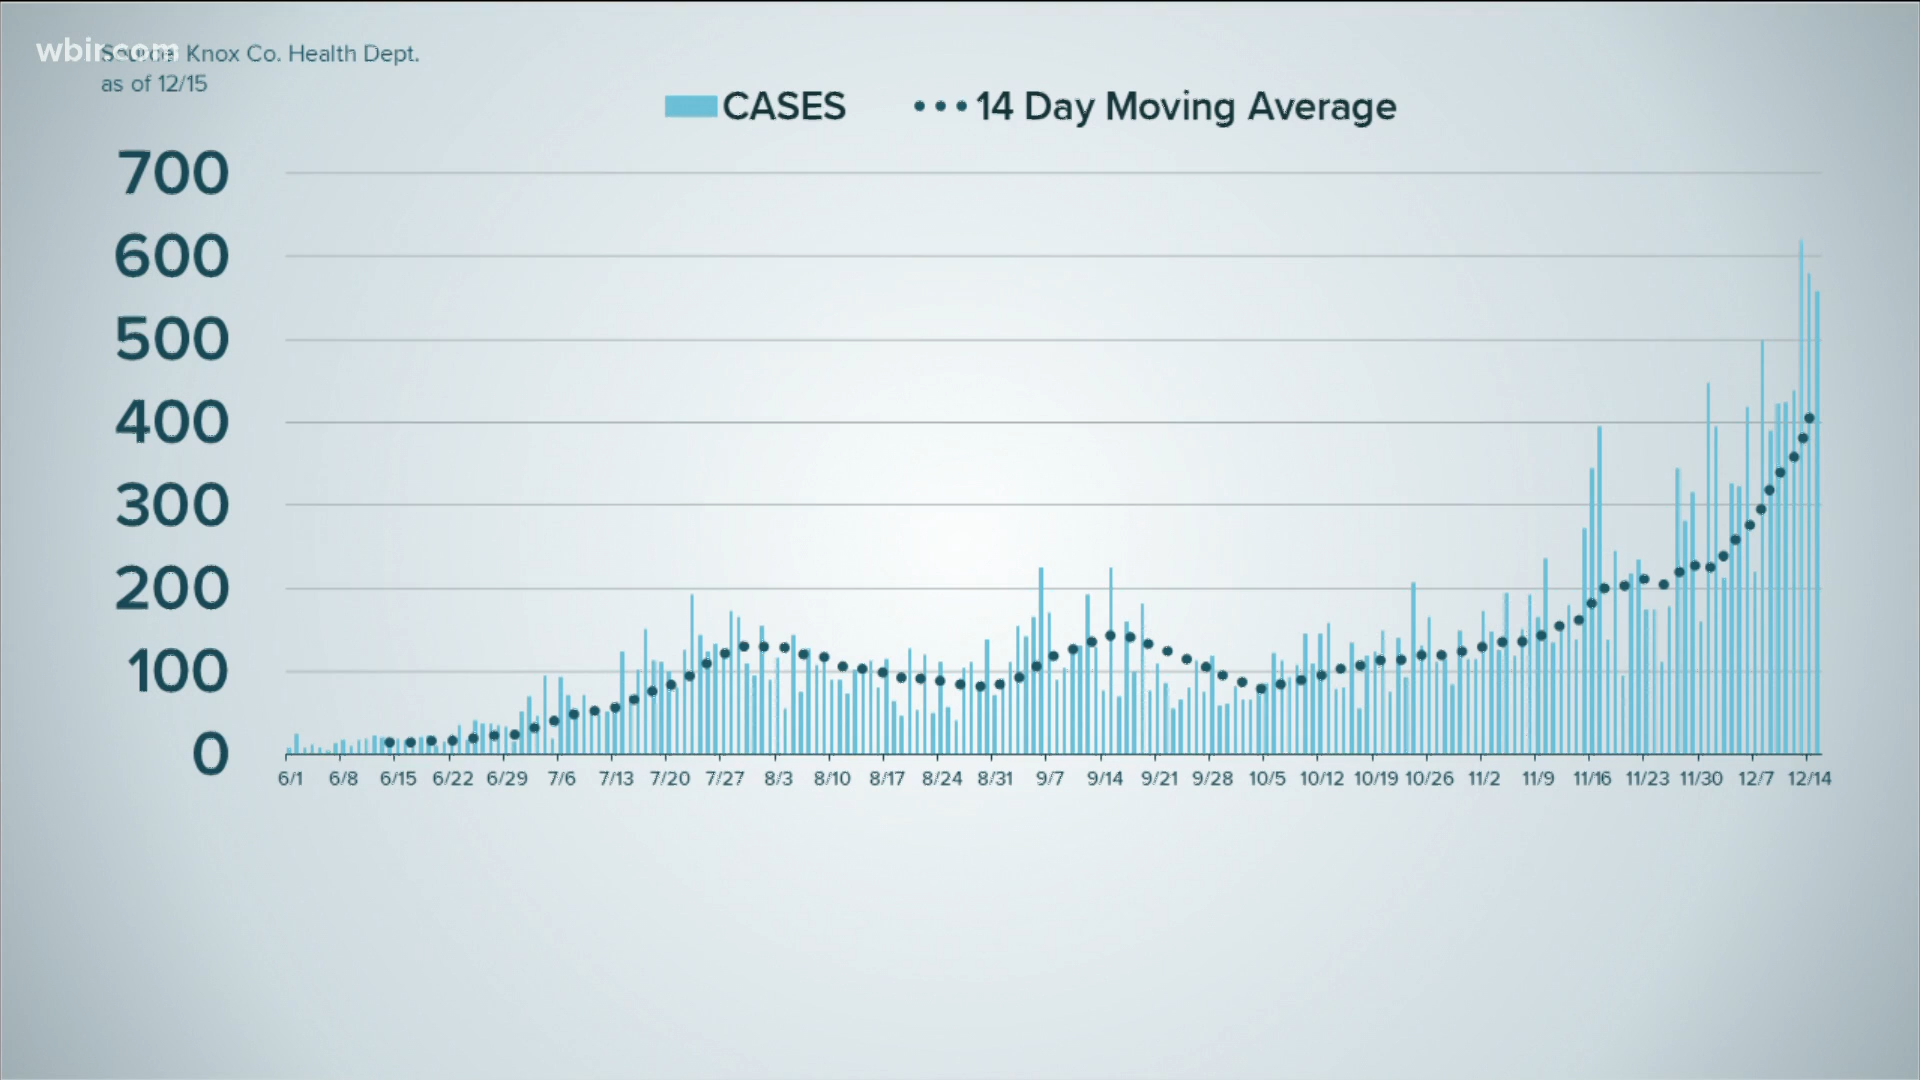 wbir.com
Source: Knox Co. Health Dept.
as of 12/15
CASES 14 Day Moving Average
700
600
500
400
300
200
100
0
6/1 6/8 6/15 6/22 6/29 7/6 7/13 7/20 7/27 8/3 8/10 8/17 8/24 8/31 9/7 9/14 9/21 9/28 10/5 10/12 10/19 10/26 11/2 11/9 11/16 11/23 11/30 12/7 12/14